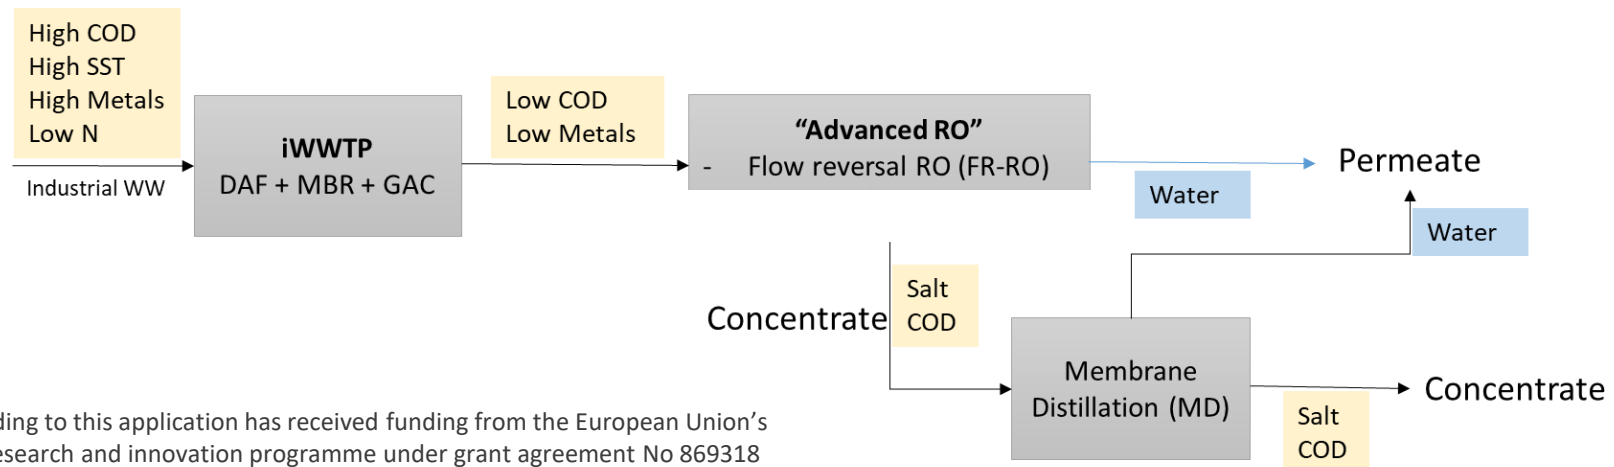 High COD
High SST
High Metals
Low N
Industrial WW
iWWTP
DAF + MBR + GAC
Low COD
Low Metals
“Advanced RO”
- Flow reversal RO (FR-RO)
Water
Permeate
Water
Concentrate
Salt
COD
Membrane
Distillation (MD)
Salt
COD
Concentrate
ding to this application has received funding from the European Union’s
esearch and innovation programme under grant agreement No 869318